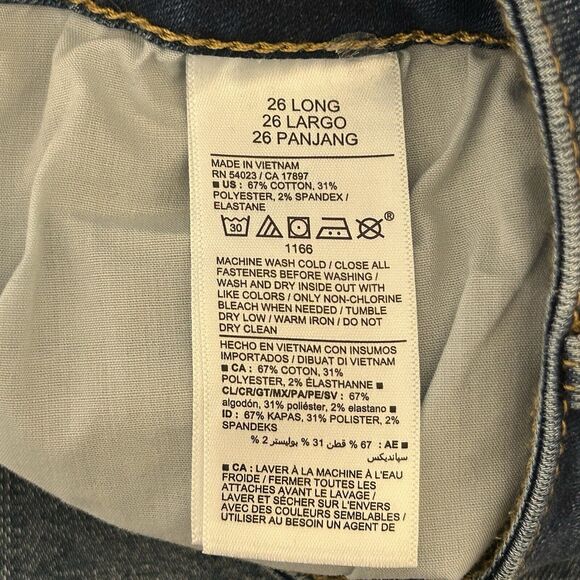 26 LONG
26 LARGO
26 PANJANG
MADE IN VIETNAM
RN 54023 / CA 17897
■ US : 67% COTTON, 31%
POLYESTER, 2% SPANDEX /
ELASTANE
30 ®
1166
MACHINE WASH COLD / CLOSE ALL
FASTENERS BEFORE WASHING /
WASH AND DRY INSIDE OUT WITH
LIKE COLORS / ONLY NON-CHLORINE
BLEACH WHEN NEEDED / TUMBLE
DRY LOW / WARM IRON / DO NOT
DRY CLEAN
HECHO EN VIETNAM CON INSUMOS
IMPORTADOS / DIBUAT DI VIETNAM
■ CA : 67% COTON, 31%
POLYESTER, 2% ÉLASTHANNE ■
CL/CR/GT/MX/PA/PE/SV : 67%
algodón, 31% poliéster, 2% elastano ■
ID : 67% KAPAS, 31% POLISTER, 2%
SPANDEKS
■ AE : 67 % قطن 31 % بوليستر 2 %
سپانديكس
■ CA : LAVER À LA MACHINE À L'EAU
FROIDE / FERMER TOUTES LES
ATTACHES AVANT LE LAVAGE /
LAVER ET SÉCHER SUR L'ENVERS
AVEC DES COULEURS SEMBLABLES /
UTILISER AU BESOIN UN AGENT DE